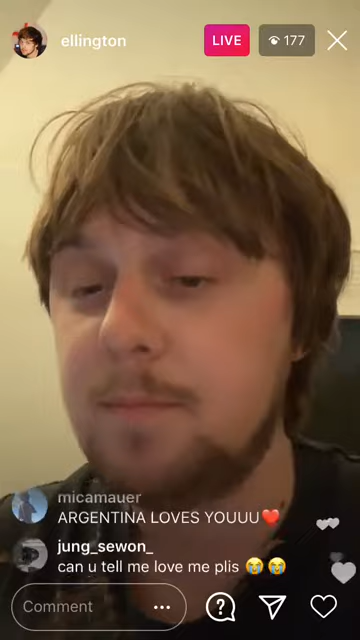 ellington
LIVE
177
micamauer
ARGENTINA LOVES YOUUU❤️
jung_sewon_
can u tell me love me plis 😭😭
Comment